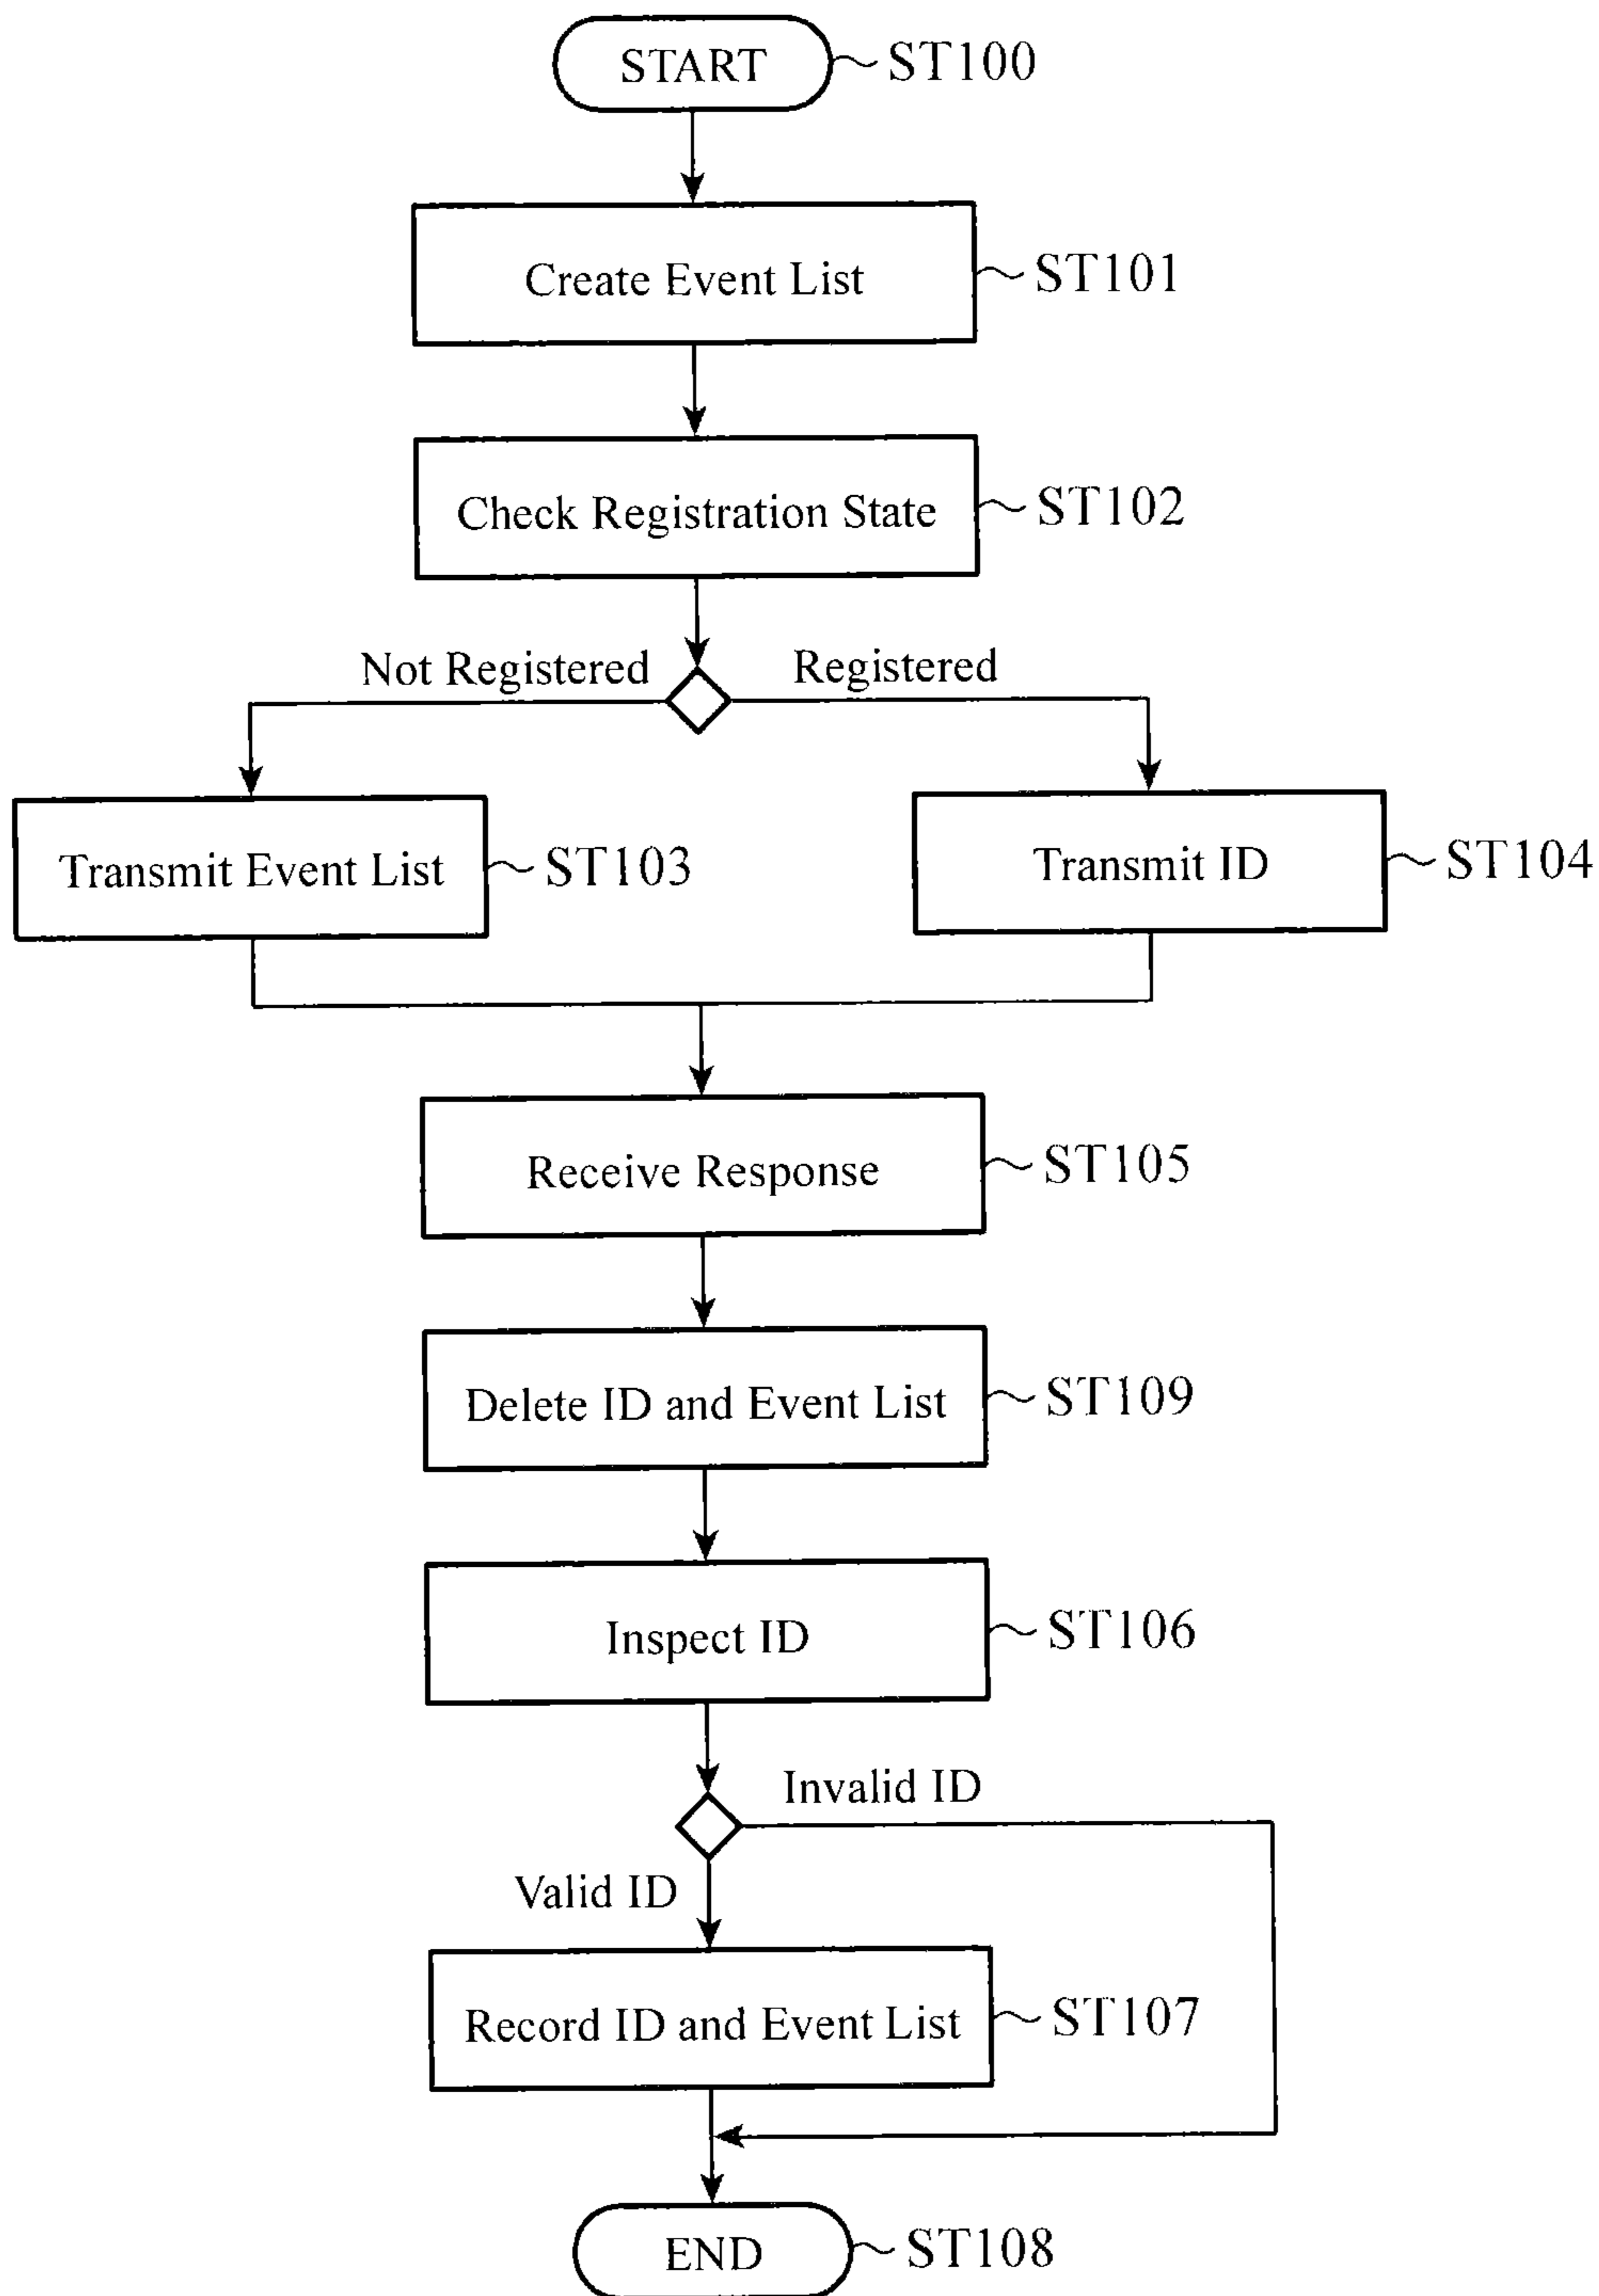 START
ST100
Create Event List
ST101
Check Registration State
ST102
Not Registered
Registered
Transmit Event List
ST103
Transmit ID
ST104
Receive Response
ST105
Delete ID and Event List
ST109
Inspect ID
ST106
Invalid ID
Valid ID
Record ID and Event List
ST107
END
ST108